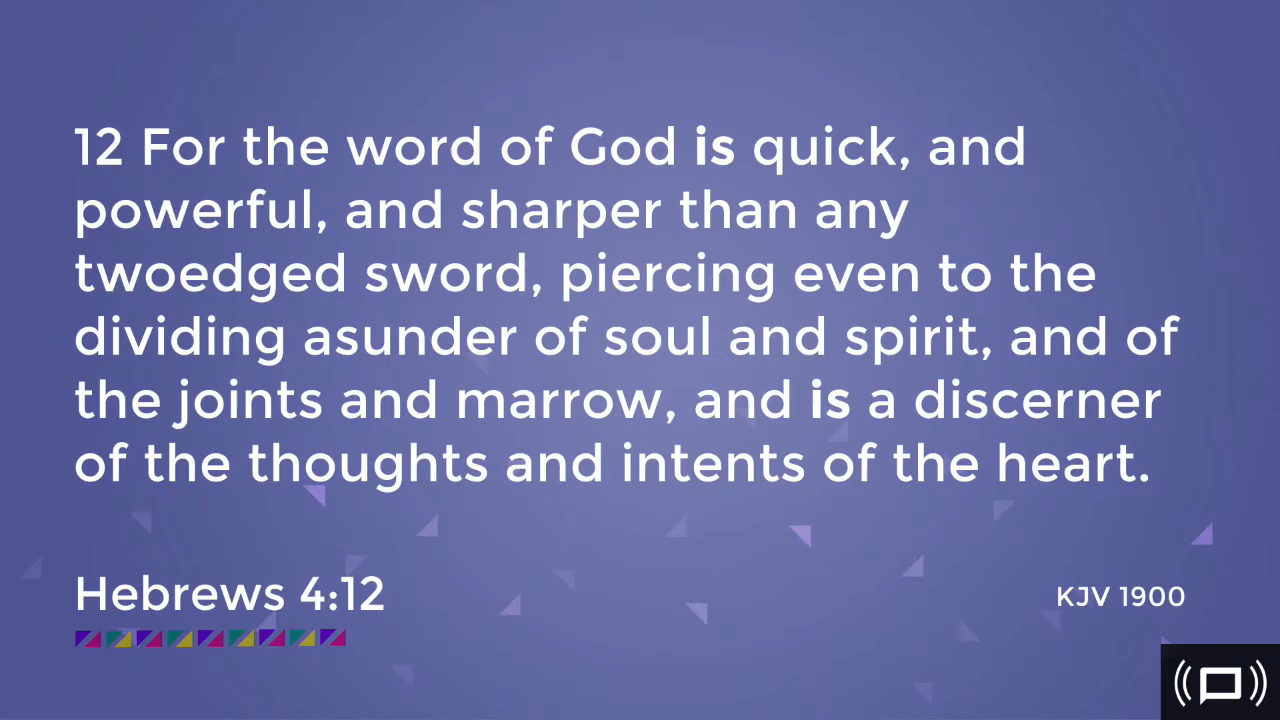 12 For the word of God is quick, and
powerful, and sharper than any
twoedged sword, piercing even to the
dividing asunder of soul and spirit, and of
the joints and marrow, and is a discerner
of the thoughts and intents of the heart.
Hebrews 4:12
KJV 1900